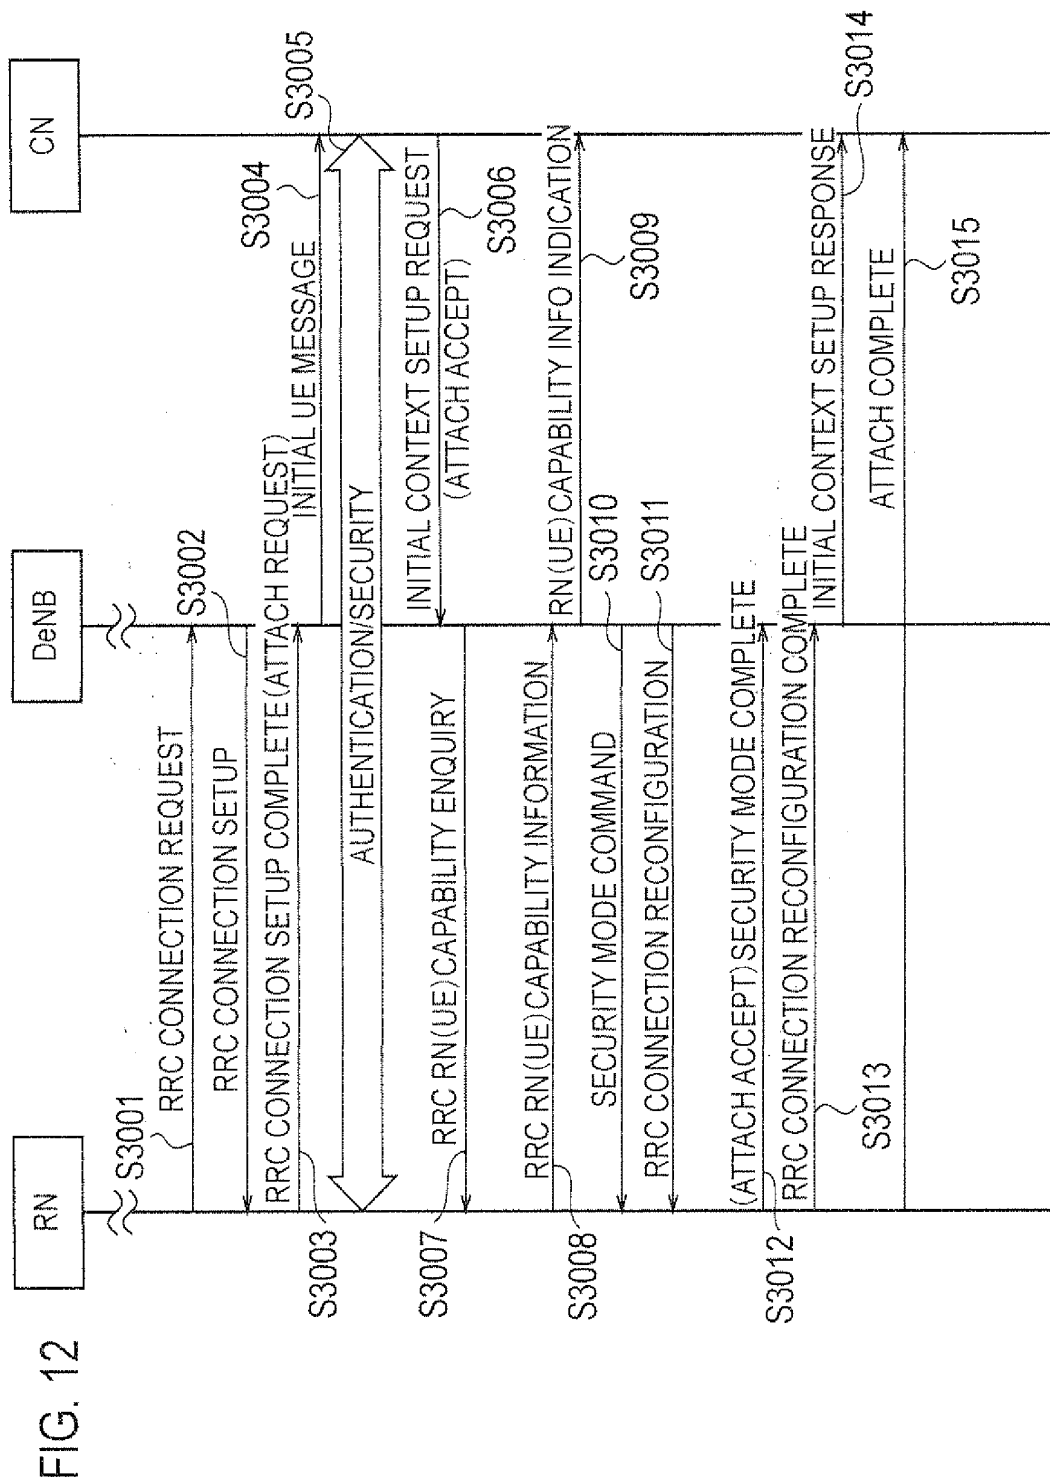 FIG. 12
RN
DeNB
CN
S3001
RRC CONNECTION REQUEST
RRC CONNECTION SETUP
S3002
RRC CONNECTION SETUP COMPLETE(ATTACH REQUEST)
S3003
INITIAL UE MESSAGE
S3004
AUTHENTICATION/SECURITY
S3005
INITIAL CONTEXT SETUP REQUEST
(ATTACH ACCEPT)
S3006
RRC RN(UE)CAPABILITY ENQUIRY
S3007
RRC RN(UE)CAPABILITY INFORMATION
S3008
RN(UE)CAPABILITY INFO INDICATION
S3009
SECURITY MODE COMMAND
S3010
RRC CONNECTION RECONFIGURATION
S3011
(ATTACH ACCEPT)SECURITY MODE COMPLETE
S3012
RRC CONNECTION RECONFIGURATION COMPLETE
S3013
INITIAL CONTEXT SETUP RESPONSE
S3014
ATTACH COMPLETE
S3015